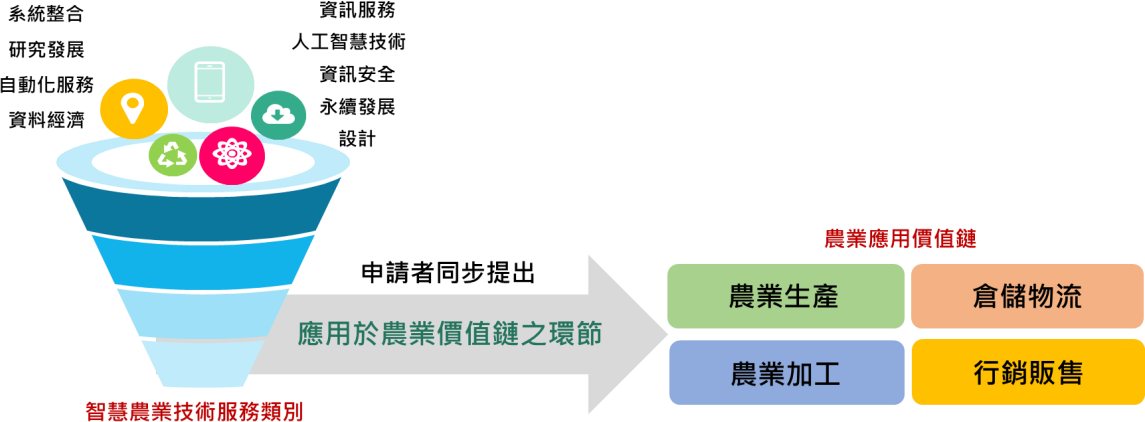 系統整合
研究發展
自動化服務
資料經濟
資訊服務
人工智慧技術
資訊安全
永續發展
設計
智慧農業技術服務類別
申請者同步提出
應用於農業價值鏈之環節
農業應用價值鏈
農業生產
倉儲物流
農業加工
行銷販售